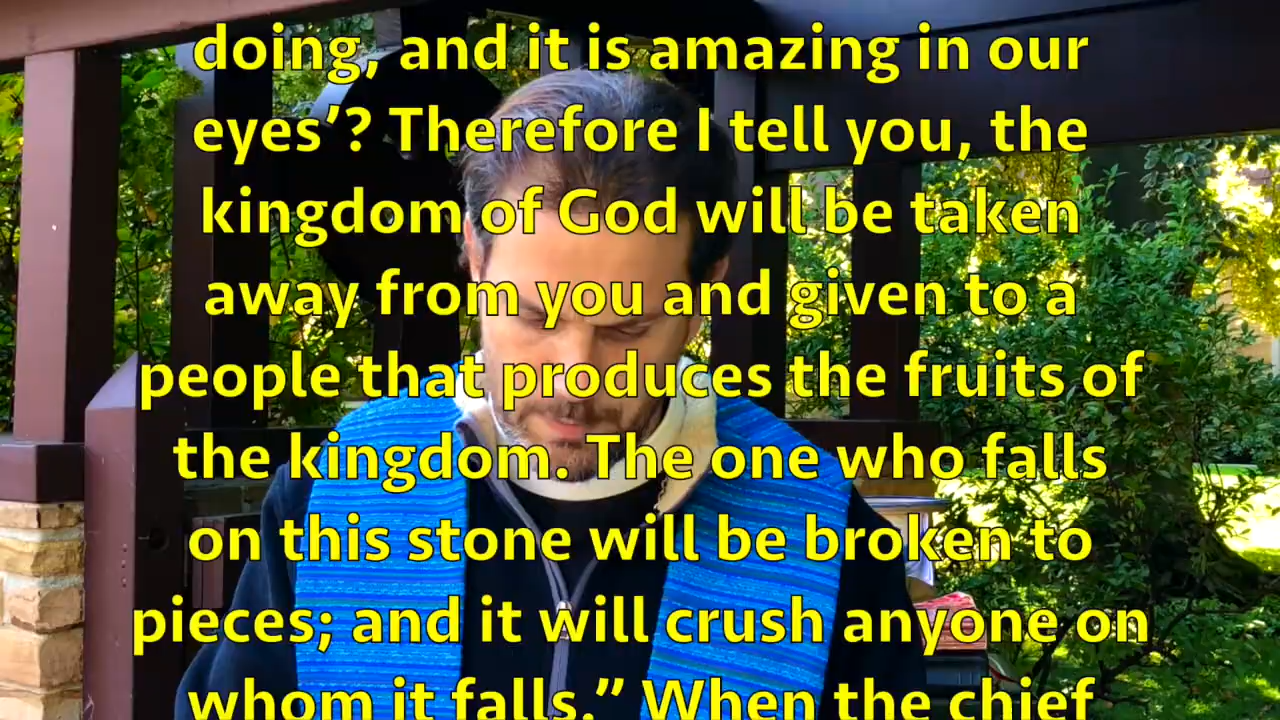 doing, and it is amazing in our
eyes’? Therefore I tell you, the
kingdom of God will be taken
away from you and given to a
people that produces the fruits of
the kingdom. The one who falls
on this stone will be broken to
pieces; and it will crush anyone on
whom it falls.” When the chief